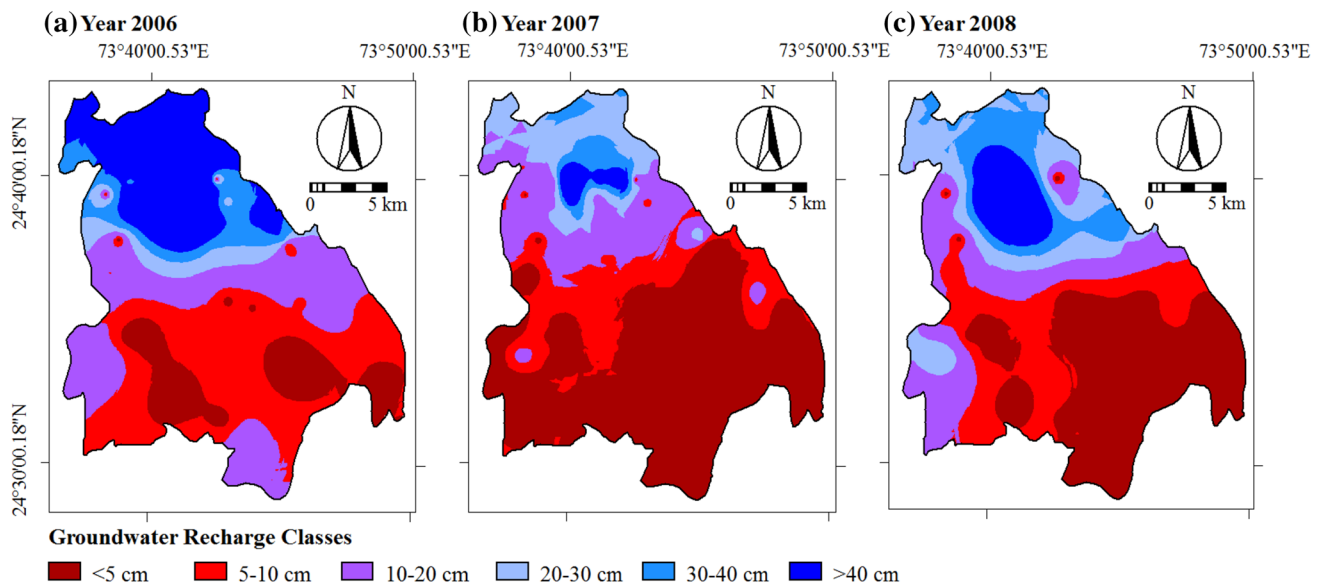 (a) Year 2006
(b) Year 2007
(c) Year 2008
73°40'00.53"E 73°50'00.53"E
73°40'00.53"E 73°50'00.53"E
73°40'00.53"E 73°50'00.53"E
24°40'00.18"N
24°30'00.18"N
N
5 km
N
5 km
N
5 km
Groundwater Recharge Classes
<5 cm 5-10 cm 10-20 cm 20-30 cm 30-40 cm >40 cm